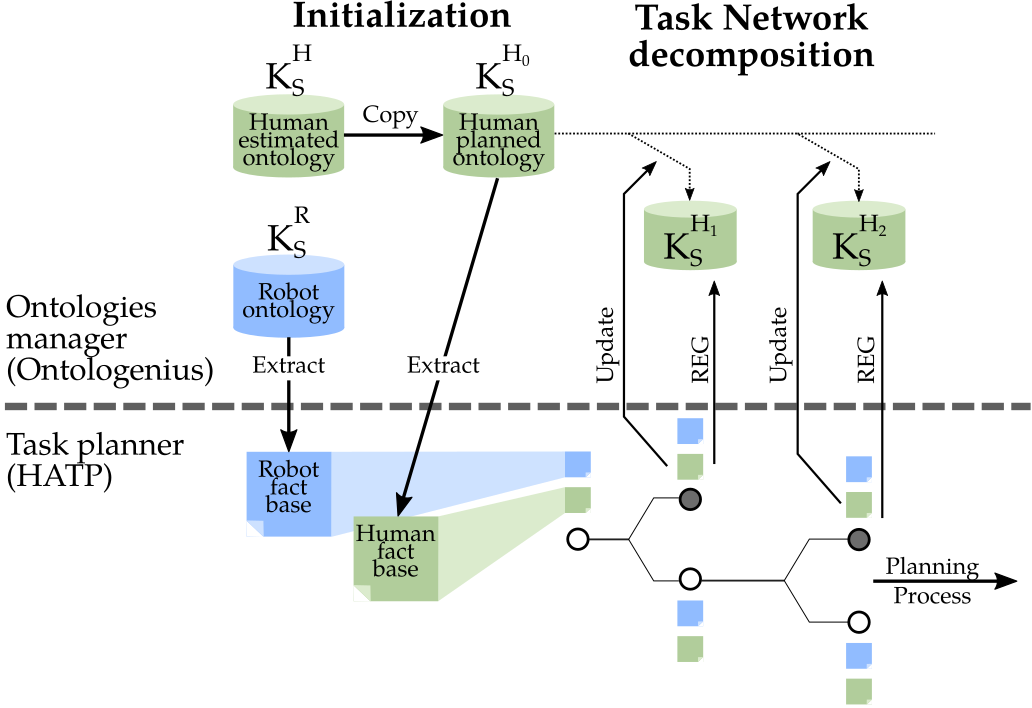 Initialization
Task Network
decomposition
K_S^H
K_S^{H_0}
Human
estimated
ontology
Copy
Human
planned
ontology
K_S^R
Robot
ontology
K_S^{H_1}
K_S^{H_2}
Ontologies
manager
(Ontologenius)
Extract
Extract
Update
REG
Update
REG
Task planner
(HATP)
Robot
fact
base
Human
fact
base
Planning
Process